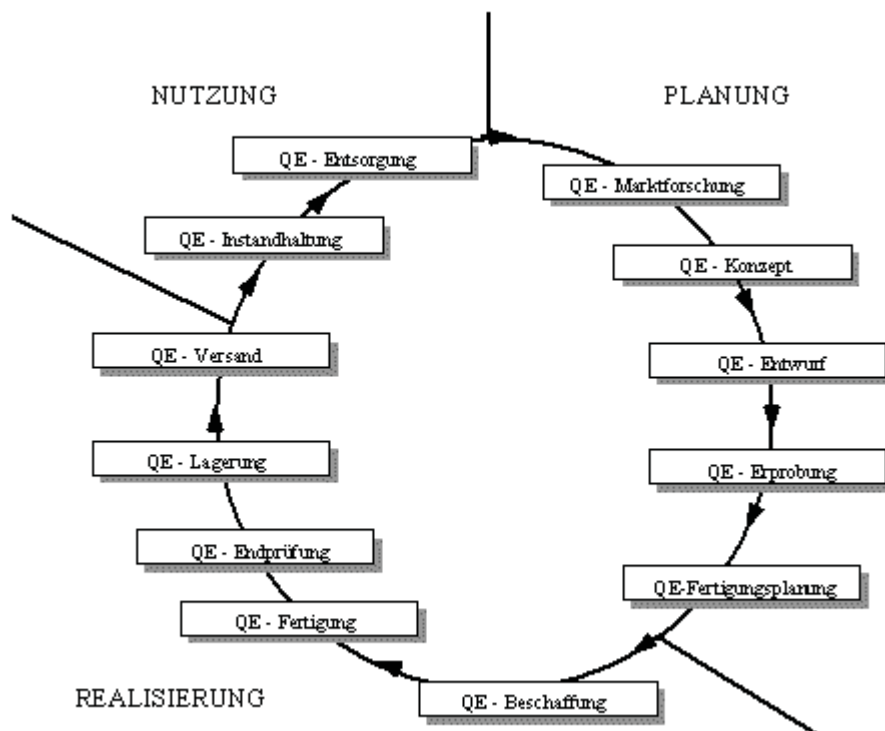 NUTZUNG
PLANUNG
QE - Entsorgung
QE - Marktforschung
QE - Instandhaltung
QE - Konzept
QE - Versand
QE - Entwurf
QE - Lagerung
QE - Erprobung
QE - Endprüfung
QE-Fertigungsplanung
QE - Fertigung
REALISIERUNG
QE - Beschaffung